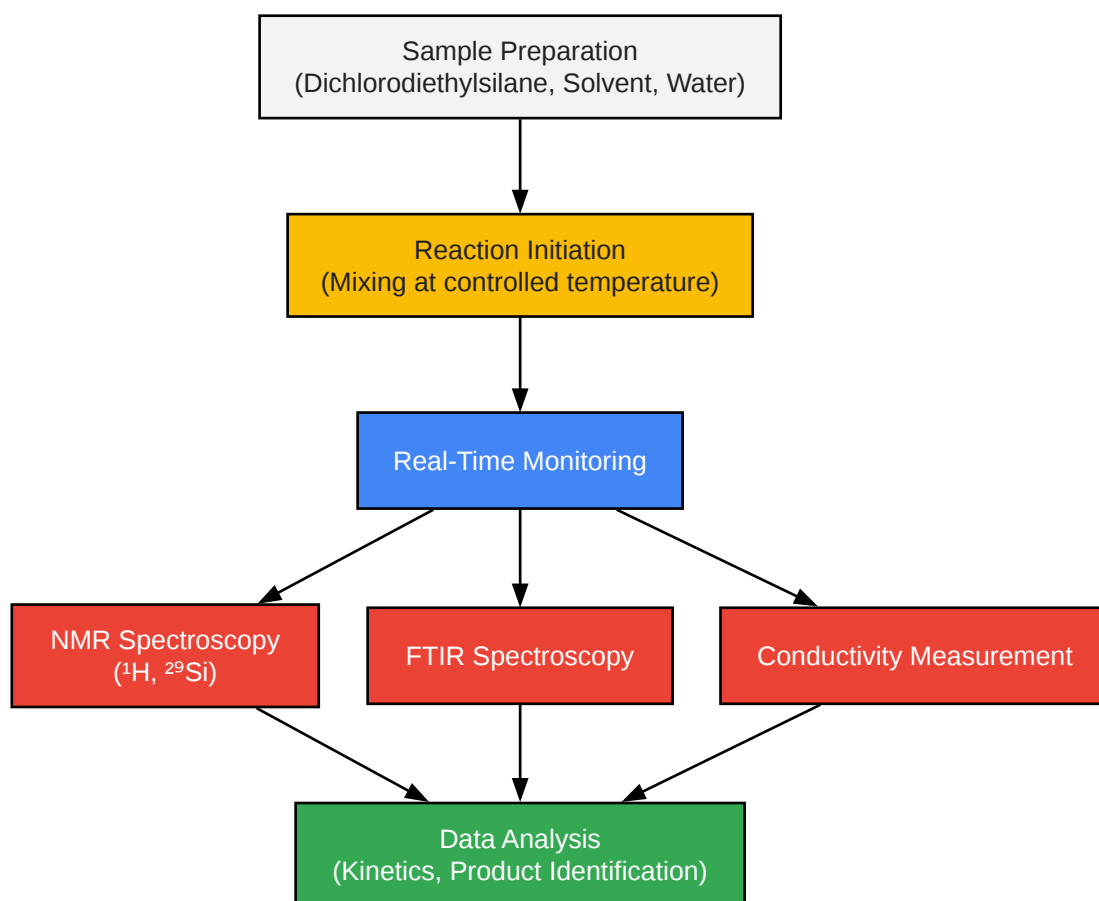 Sample Preparation
(Dichlorodiethylsilane, Solvent, Water)
Reaction Initiation
(Mixing at controlled temperature)
Real-Time Monitoring
NMR Spectroscopy
(¹H, ²⁹Si)
FTIR Spectroscopy
Conductivity Measurement
Data Analysis
(Kinetics, Product Identification)